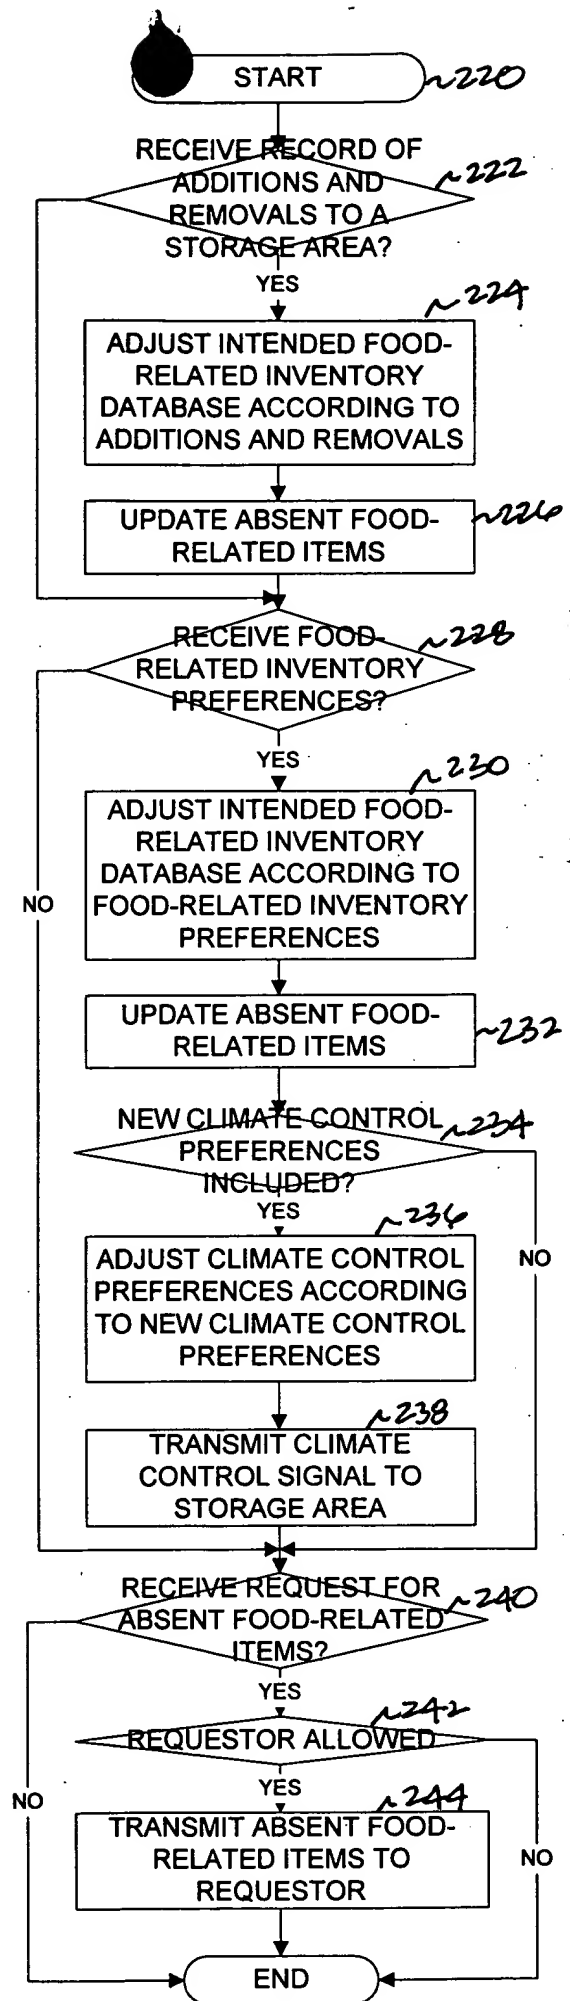 START
~220
RECEIVE RECORD OF
ADDITIONS AND
REMOVALS TO A
STORAGE AREA?
~222
YES
~224
ADJUST INTENDED FOOD-
RELATED INVENTORY
DATABASE ACCORDING TO
ADDITIONS AND REMOVALS
UPDATE ABSENT FOOD-
RELATED ITEMS
~226
RECEIVE FOOD-
RELATED INVENTORY
PREFERENCES?
~228
YES
~230
ADJUST INTENDED FOOD-
RELATED INVENTORY
DATABASE ACCORDING TO
FOOD-RELATED INVENTORY
PREFERENCES
NO
UPDATE ABSENT FOOD-
RELATED ITEMS
~232
NEW CLIMATE CONTROL
PREFERENCES
INCLUDED?
~234
YES
~236
ADJUST CLIMATE CONTROL
PREFERENCES ACCORDING
TO NEW CLIMATE CONTROL
PREFERENCES
NO
~238
TRANSMIT CLIMATE
CONTROL SIGNAL TO
STORAGE AREA
RECEIVE REQUEST FOR
ABSENT FOOD-RELATED
ITEMS?
~240
YES
~242
REQUESTOR ALLOWED
YES
NO
~244
TRANSMIT ABSENT FOOD-
RELATED ITEMS TO
REQUESTOR
NO
END